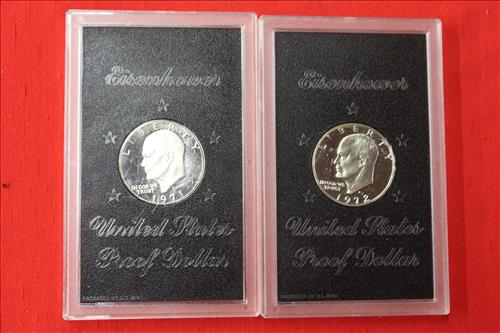 Eisenhower
LIBERTY
IN GOD WE
TRUST
197
United States
Proof Dollar
PACKAGED BY U.S. MINT
Eisenhower
LIBERTY
IN GOD WE
TRUST
1972
United States
Proof Dollar
PACKAGED BY U.S. MINT